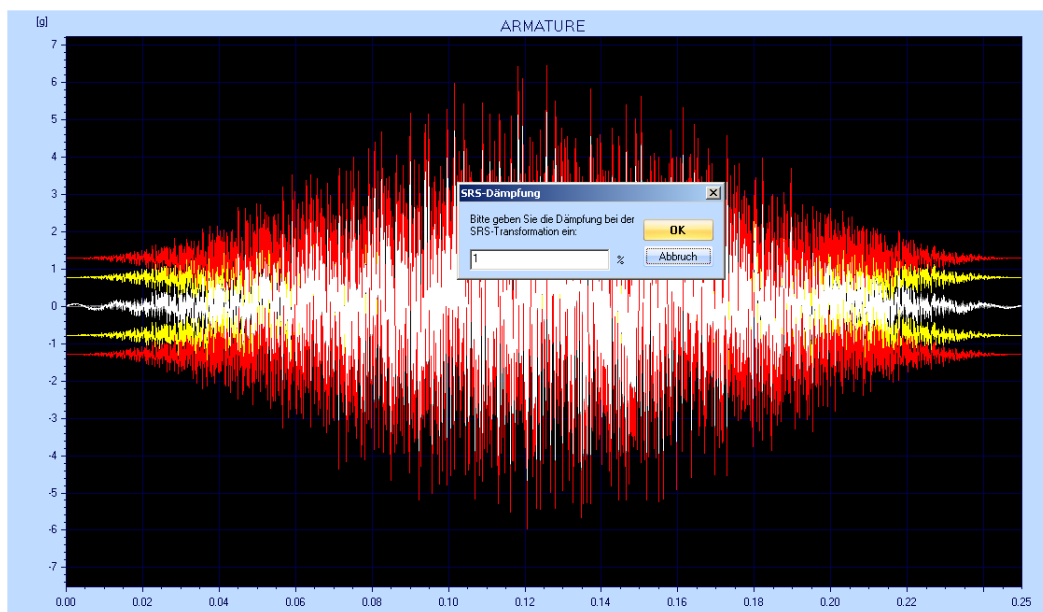 [g]
ARMATURE
7
6
5
4
3
2
1
0
-1
-2
-3
-4
-5
-6
-7
SRS-Dämpfung
Bitte geben Sie die Dämpfung bei der
SRS-Transformation ein:
OK
1 %
Abbruch
0.00 0.02 0.04 0.06 0.08 0.10 0.12 0.14 0.16 0.18 0.20 0.22 0.25